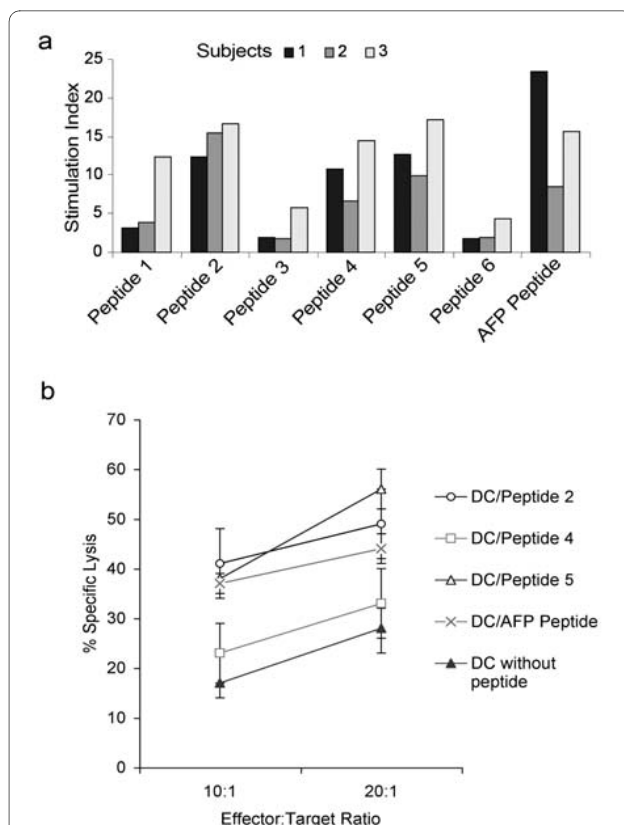 a
Subjects 1 2 3
Stimulation Index
25
20
15
10
5
0
Peptide 1
Peptide 2
Peptide 3
Peptide 4
Peptide 5
Peptide 6
AFP Peptide
b
% Specific Lysis
70
60
50
40
30
20
10
0
DC/Peptide 2
DC/Peptide 4
DC/Peptide 5
DC/AFP Peptide
DC without
peptide
10:1 20:1
Effector:Target Ratio